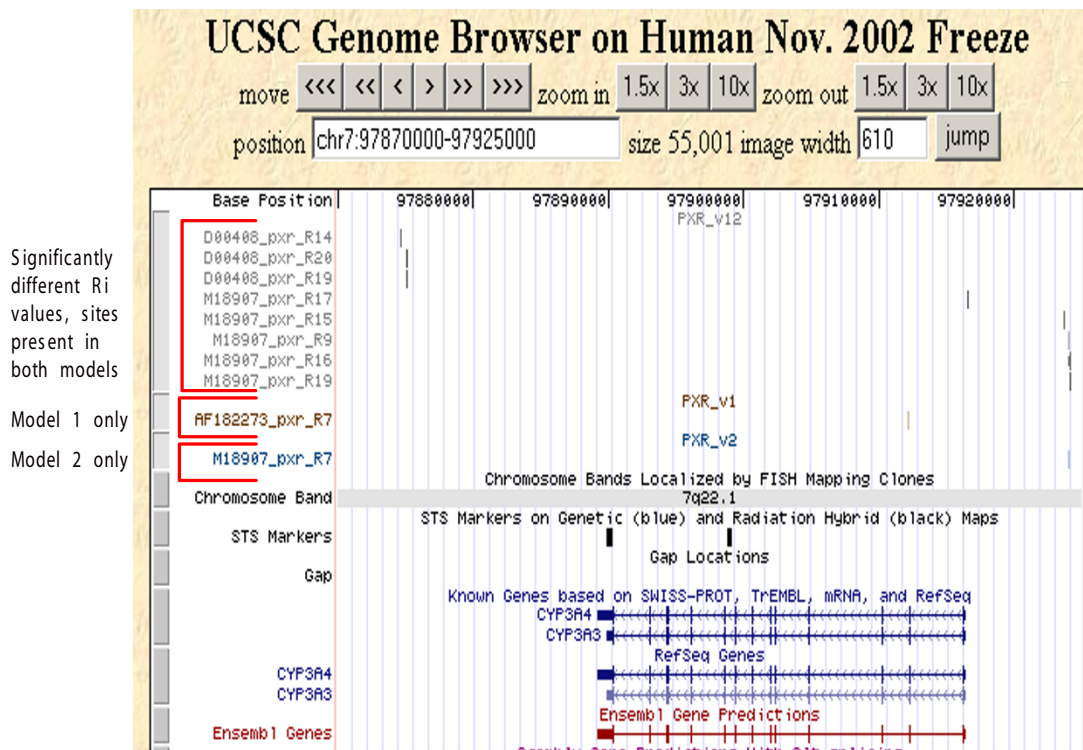 UCSC Genome Browser on Human Nov. 2002 Freeze
move <<< << < > >> >>> zoom in 1.5x 3x 10x zoom out 1.5x 3x 10x
position chr7:97870000-97925000 size 55,001 image width 610 jump
Base Position 97880000 97890000 97900000 97910000 97920000
PXR_v12
Significantly different Ri values, sites present in both models
D00408_pxr_R14
D00408_pxr_R20
D00408_pxr_R19
M18907_pxr_R17
M18907_pxr_R15
M18907_pxr_R9
M18907_pxr_R16
M18907_pxr_R19
PXR_v1
Model 1 only AF182273_pxr_R7
PXR_v2
Model 2 only M18907_pxr_R7
Chromosome Bands Localized by FISH Mapping Clones
Chromosome Band 7q22.1
STS Markers on Genetic (blue) and Radiation Hybrid (black) Maps
STS Markers
Gap Locations
Gap
Known Genes based on SWISS-PROT, TrEMBL, mRNA, and RefSeq
CYP3A4
CYP3A3
RefSeq Genes
CYP3A4
CYP3A3
Ensembl Gene Predictions
Ensembl Genes